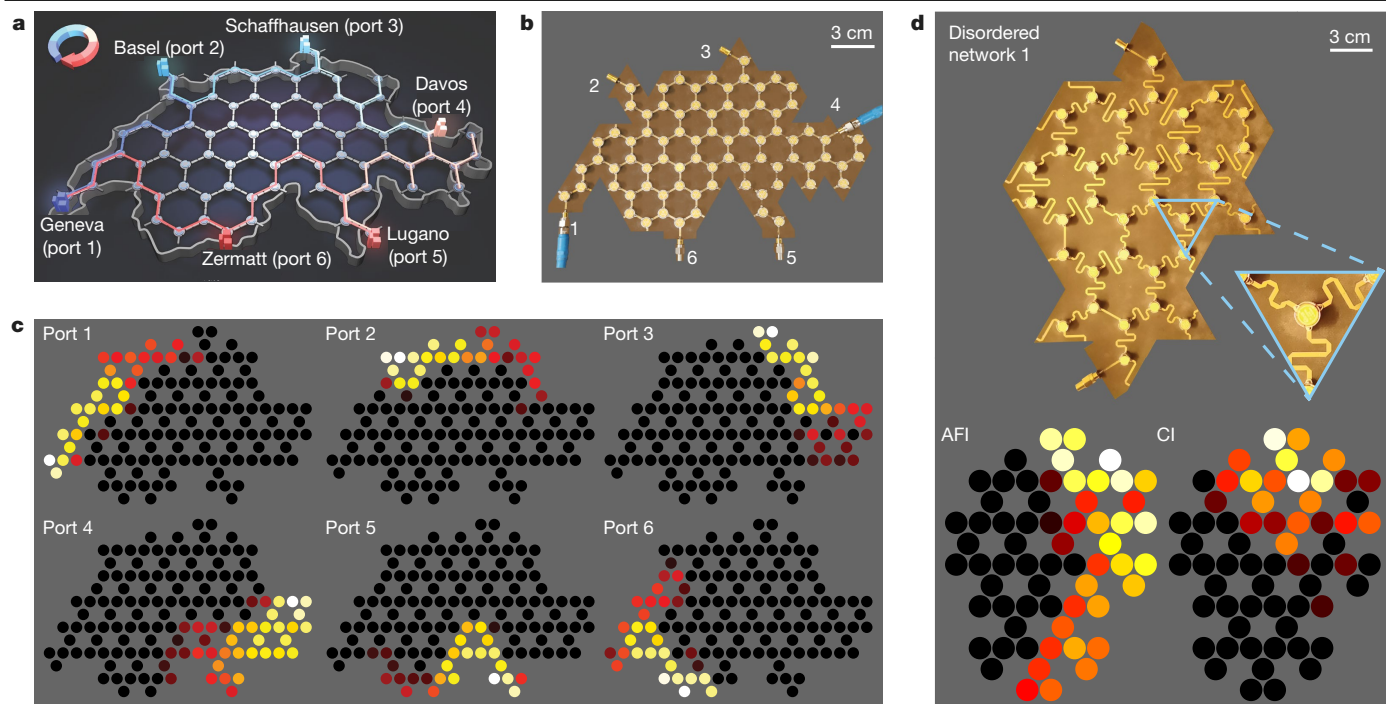 a
Schaffhausen (port 3)
Basel (port 2)
Davos
(port 4)
Geneva
(port 1)
Zermatt (port 6)
Lugano
(port 5)
b
3 cm
3
2
4
1
6
5
c
Port 1
Port 2
Port 3
Port 4
Port 5
Port 6
d
Disordered
network 1
3 cm
AFI
CI